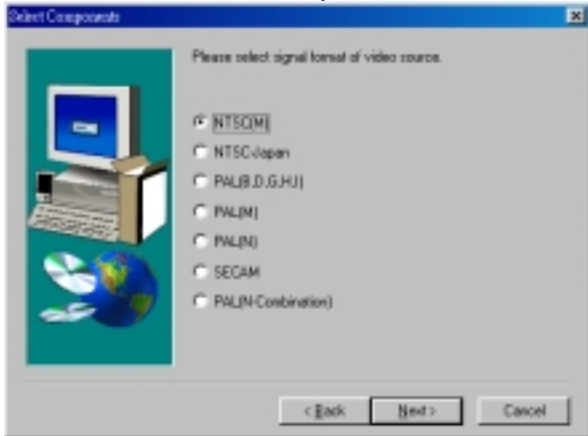 Select Components
Please select signal format of video source.
NTSC(M)
NTSC-Japan
PAL(B,D,G,H,I)
PAL(M)
PAL(N)
SECAM
PAL(N-Combination)
< Back
Next >
Cancel